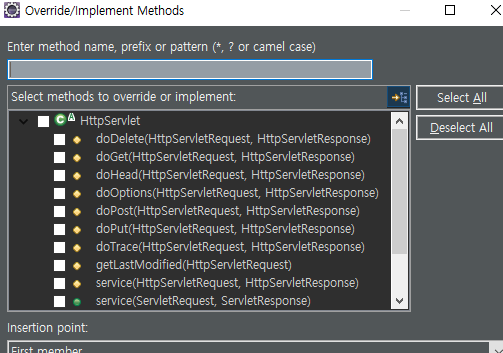 Override/Implement Methods
Enter method name, prefix or pattern (*, ? or camel case)
Select methods to override or implement:
Select All
HttpServlet
Deselect All
doDelete(HttpServletRequest, HttpServletResponse)
doGet(HttpServletRequest, HttpServletResponse)
doHead(HttpServletRequest, HttpServletResponse)
doOptions(HttpServletRequest, HttpServletResponse)
doPost(HttpServletRequest, HttpServletResponse)
doPut(HttpServletRequest, HttpServletResponse)
doTrace(HttpServletRequest, HttpServletResponse)
getLastModified(HttpServletRequest)
service(HttpServletRequest, HttpServletResponse)
service(ServletRequest, ServletResponse)
Insertion point:
First member